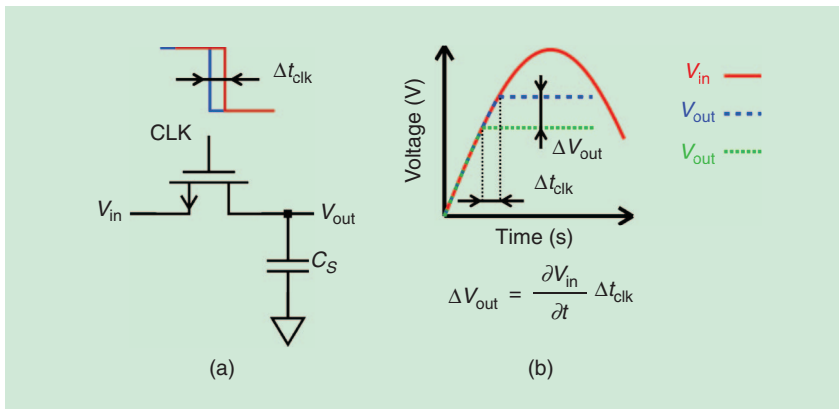 Δt_clk
CLK
V_in
V_out
C_S
(a)
Voltage (V)
V_in
V_out
V_out
ΔV_out
Δt_clk
Time (s)
ΔV_out = ∂V_in/∂t Δt_clk
(b)